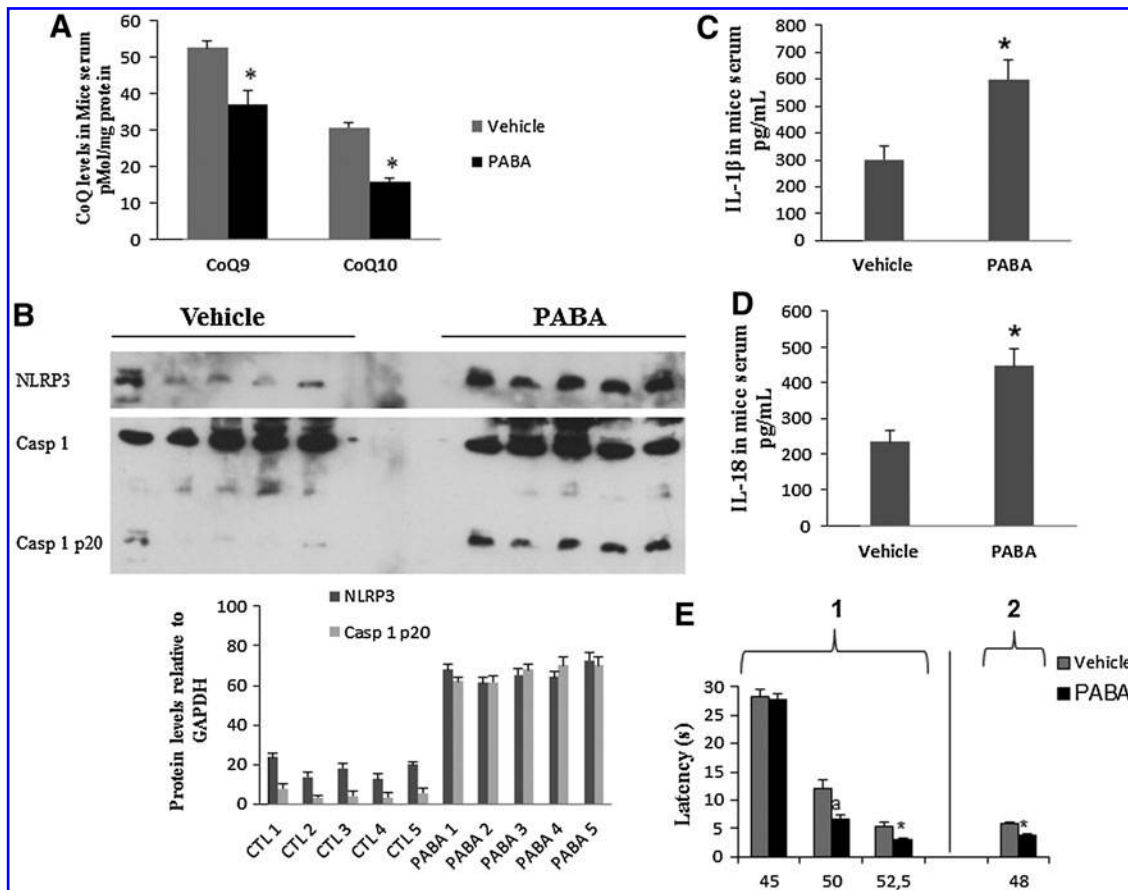 A
CoQ levels in Mice serum
pMol/mg protein
60
50
40
30
20
10
0
*
*
CoQ9
CoQ10
Vehicle
PABA
C
IL-1β in mice serum
pg/mL
800
700
600
500
400
300
200
100
0
*
Vehicle
PABA
B
Vehicle
PABA
NLRP3
Casp 1
Casp 1 p20
Protein levels relative to
GAPDH
100
80
60
40
20
0
NLRP3
Casp 1 p20
CTL 1
CTL 2
CTL 3
CTL 4
CTL 5
PABA 1
PABA 2
PABA 3
PABA 4
PABA 5
D
IL-18 in mice serum
pg/mL
600
500
400
300
200
100
0
*
Vehicle
PABA
E
1
2
Vehicle
PABA
Latency (s)
30
25
20
15
10
5
0
a
*
*
45
50
52,5
48